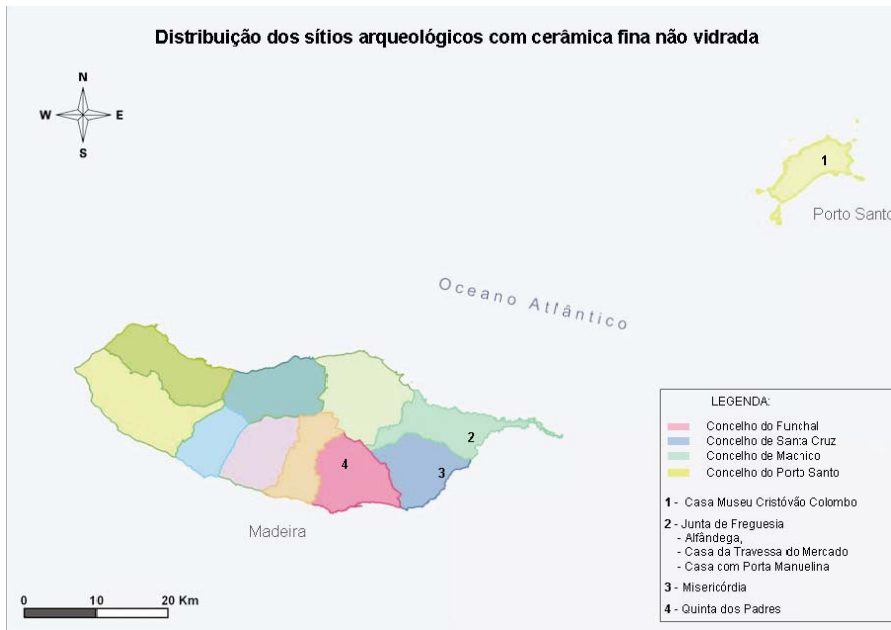 Distribuição dos sítios arqueológicos com cerâmica fina não vidrada
N
W E
S
1
Porto Santo
Oceano Atlântico
2
3
4
Madeira
0 10 20 Km
LEGENDA:
Concelho do Funchal
Concelho de Santa Cruz
Concelho de Machico
Concelho do Porto Santo
1 - Casa Museu Cristóvão Colombo
2 - Junta de Freguesia
- Alfândega,
- Casa da Travessa do Mercado
- Casa com Porta Manuelina
3 - Misericórdia
4 - Quinta dos Padres